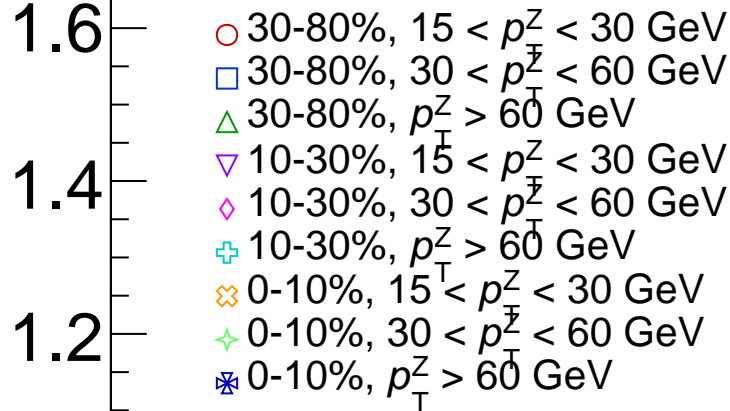 1.6
30-80%, 15 < p_T^Z < 30 GeV
30-80%, 30 < p_T^Z < 60 GeV
30-80%, p_T^Z > 60 GeV
1.4
10-30%, 15 < p_T^Z < 30 GeV
10-30%, 30 < p_T^Z < 60 GeV
10-30%, p_T^Z > 60 GeV
0-10%, 15 < p_T^Z < 30 GeV
1.2
0-10%, 30 < p_T^Z < 60 GeV
0-10%, p_T^Z > 60 GeV